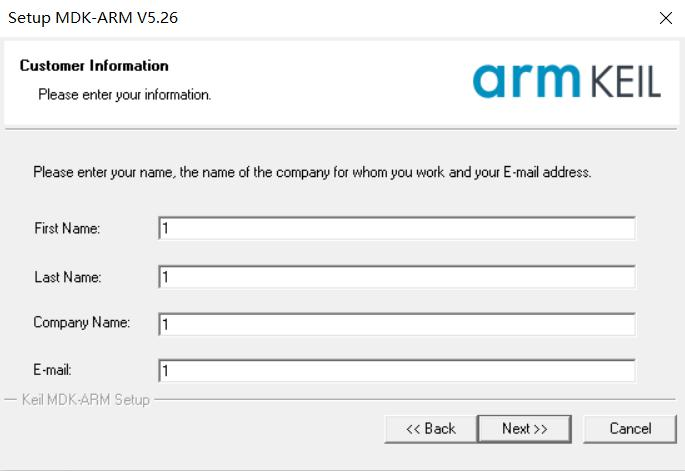 Setup MDK-ARM V5.26
Customer Information
Please enter your information.
arm KEIL
Please enter your name, the name of the company for whom you work and your E-mail address.
First Name: 1
Last Name: 1
Company Name: 1
E-mail: 1
Keil MDK-ARM Setup
<< Back Next >> Cancel